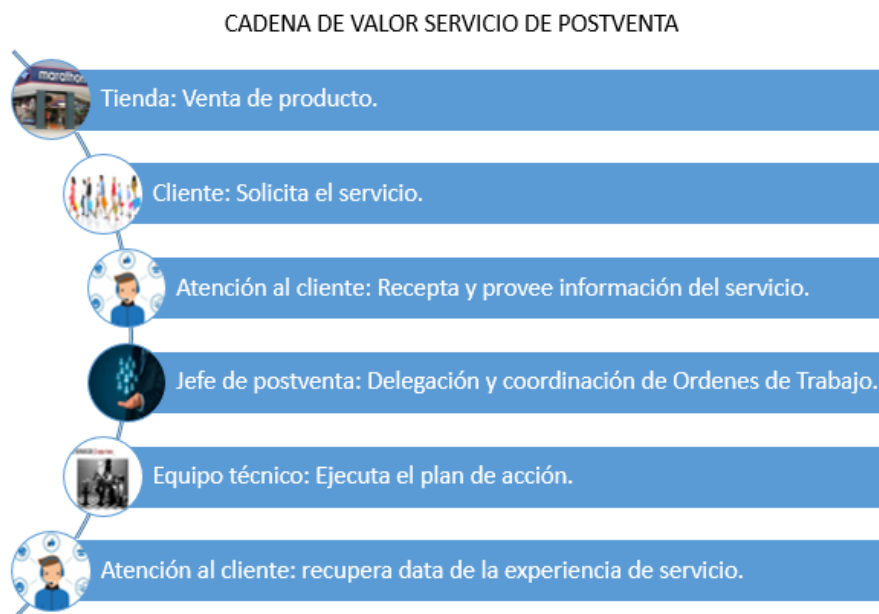 CADENA DE VALOR SERVICIO DE POSTVENTA
marathon
Tienda: Venta de producto.
Cliente: Solicita el servicio.
Atención al cliente: Recepta y provee información del servicio.
Jefe de postventa: Delegación y coordinación de Ordenes de Trabajo.
Equipo técnico: Ejecuta el plan de acción.
Atención al cliente: recupera data de la experiencia de servicio.